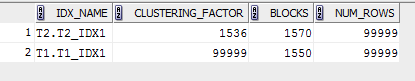 IDX_NAME CLUSTERING_FACTOR BLOCKS NUM_ROWS
1 T2.T2_IDX1 1536 1570 99999
2 T1.T1_IDX1 99999 1550 99999